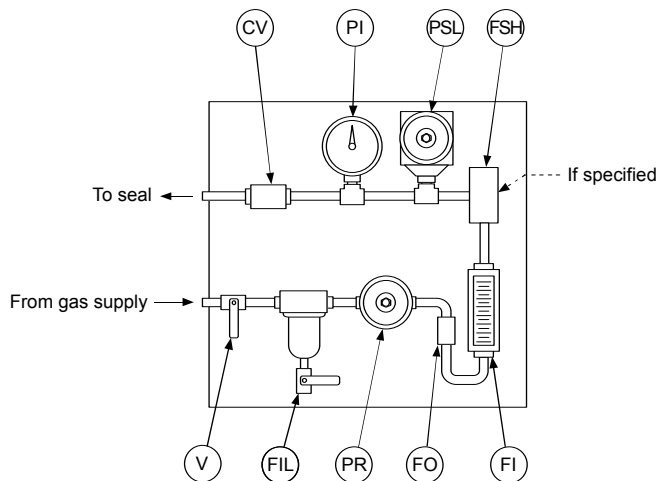 CV
PI
PSL
FSH
To seal
If specified
From gas supply
V
FIL
PR
FO
FI